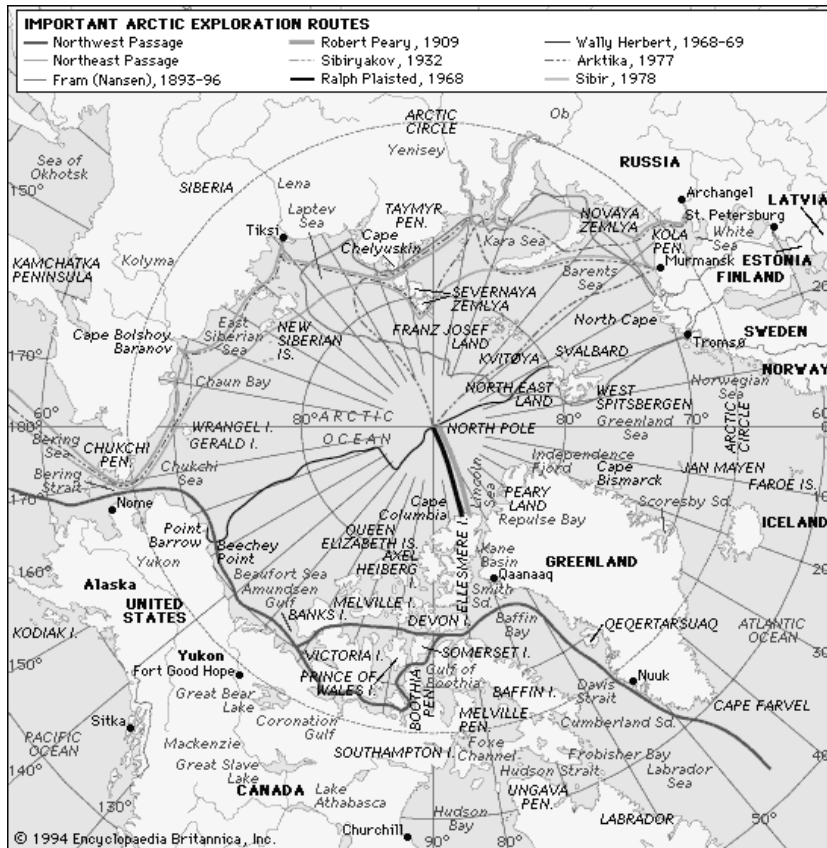 IMPORTANT ARCTIC EXPLORATION ROUTES
Northwest Passage
Robert Peary, 1909
Wally Herbert, 1968-69
Northeast Passage
Sibiryakov, 1932
Arktika, 1977
Fram (Nansen), 1893-96
Ralph Plaisted, 1968
Sibir, 1978
ARCTIC
CIRCLE
Ob
Yenisey
RUSSIA
Sea of
Okhotsk
150°
SIBERIA
Lena
Laptev
Sea
TAYMYR
PEN.
Archangel
LATVIA
NOVAYA
ZEMLYA
St. Petersburg
White
Sea
Tiksi
Cape
Chelyuskin
Kara Sea
KOLA
PEN.
ESTONIA
KAMCHATKA
PENINSULA
Kolyma
Murmansk
FINLAND
Barents
Sea
20°
SEVERNAYA
ZEMLYA
East
Siberian
Sea
NEW
SIBERIAN
IS.
FRANZ JOSEF
LAND
North Cape
Cape Bolshoy
Baranov
SWEDEN
Tromsø
170°
KVITØYA
SVALBARD
NORWAY
Chaun Bay
NORTH EAST
LAND
WEST
SPITSBERGEN
Norwegian
Sea
180°
60°
WRANGEL I.
GERALD I.
80°
ARCTIC
OCEAN
NORTH POLE
80°
Greenland
Sea
70°
ARCTIC
CIRCLE
60°
Bering
Sea
CHUKCHI
PEN.
Bering
Strait
Chukchi
Sea
Independence
Fjord
Cape
Bismarck
JAN MAYEN
FAROE IS.
170°
Nome
Lincoln
Sea
PEARY
LAND
Scoresby Sd.
Cape
Columbia
Repulse Bay
ICELAND
Point
Barrow
Beechey
Point
QUEEN
ELIZABETH IS.
AXEL
HEIBERG
I.
ELLESMERE I.
Kane
Basin
GREENLAND
Yukon
160°
Alaska
Beaufort Sea
Amundsen
Gulf
Qaanaaq
Smith
Sd.
UNITED
STATES
BANKS I.
MELVILLE I.
DEVON I.
Baffin
Bay
QEQERTARSUAQ
ATLANTIC
OCEAN
KODIAK I.
Yukon
Fort Good Hope
VICTORIA I.
SOMERSET I.
30°
150°
PRINCE OF
WALES I.
Gulf of
Boothia
Nuuk
Great Bear
Lake
BOOTHIA
PEN.
BAFFIN I.
Davis
Strait
CAPE FARVEL
Sitka
Coronation
Gulf
MELVILLE
PEN.
Cumberland Sd.
PACIFIC
OCEAN
Mackenzie
SOUTHAMPTON I.
Foxe
Channel
Frobisher Bay
140°
Great Slave
Lake
Hudson Strait
Labrador
Sea
CANADA
Lake
Athabasca
UNGAVA
PEN.
130°
Hudson
Bay
LABRADOR
50°
© 1994 Encyclopaedia Britannica, Inc.
Churchill
90°
80°